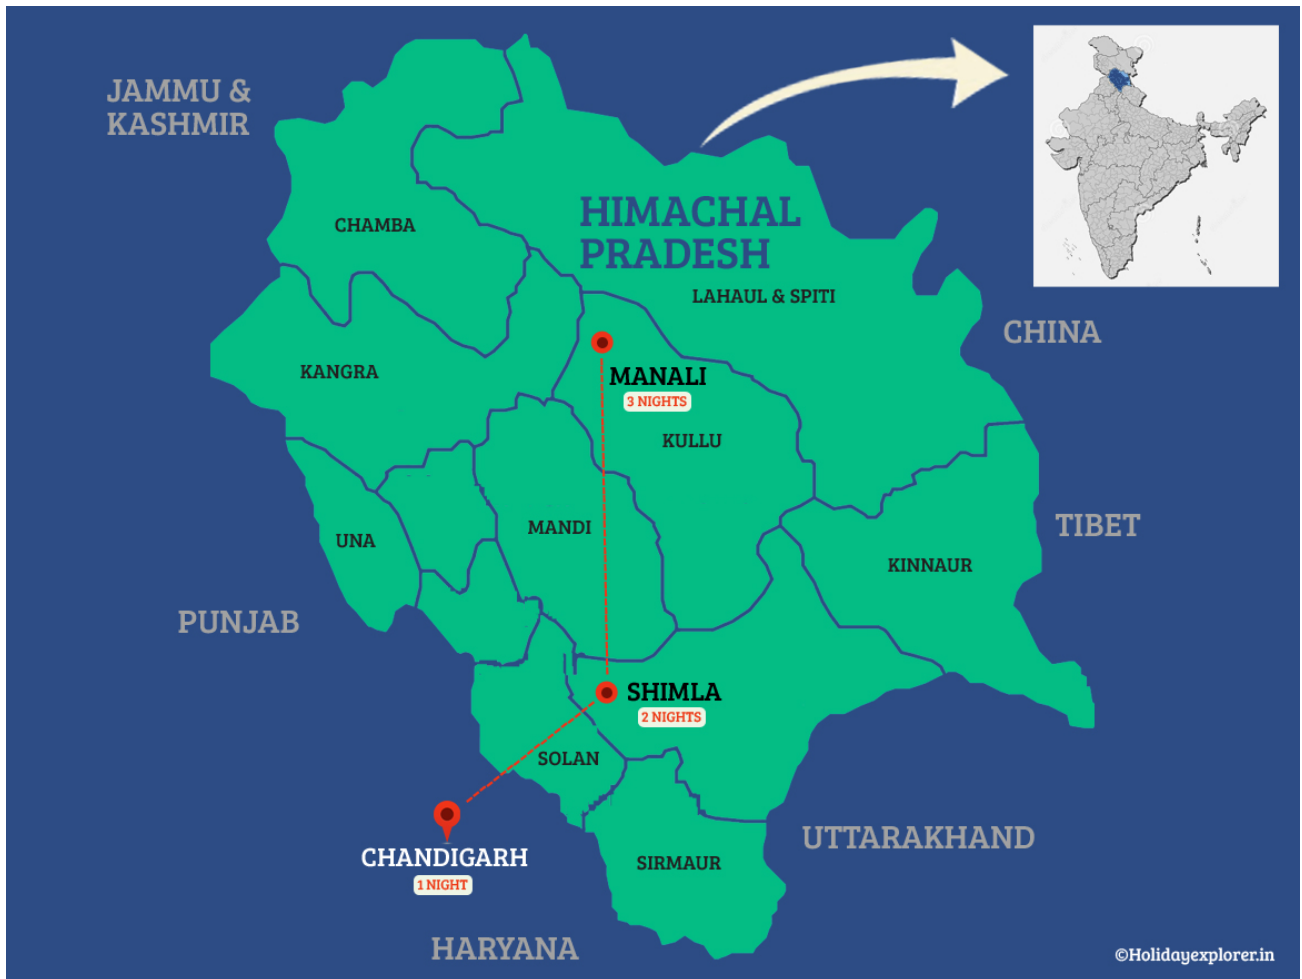 JAMMU &
KASHMIR
HIMACHAL
PRADESH
CHAMBA
LAHAUL & SPITI
CHINA
KANGRA
MANALI
3 NIGHTS
KULLU
TIBET
MANDI
UNA
KINNAUR
PUNJAB
SHIMLA
2 NIGHTS
SOLAN
UTTARAKHAND
CHANDIGARH
1 NIGHT
SIRMAUR
HARYANA
©Holidayexplorer.in